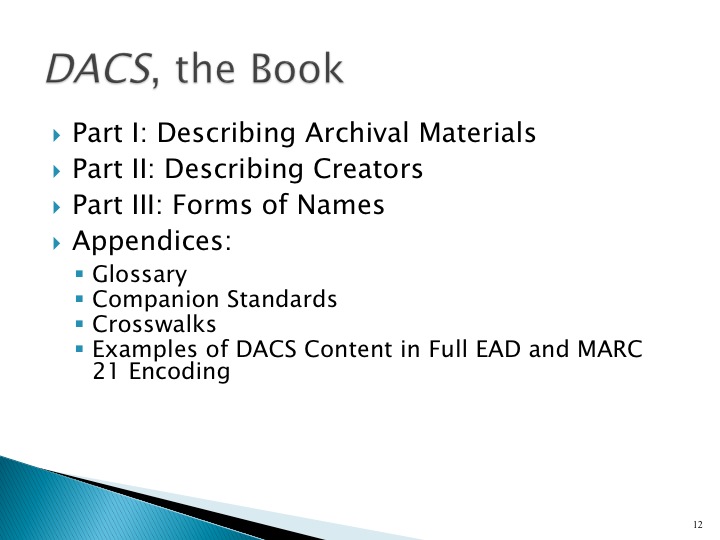 DACS, the Book
Part I: Describing Archival Materials
Part II: Describing Creators
Part III: Forms of Names
Appendices:
Glossary
Companion Standards
Crosswalks
Examples of DACS Content in Full EAD and MARC
21 Encoding
12